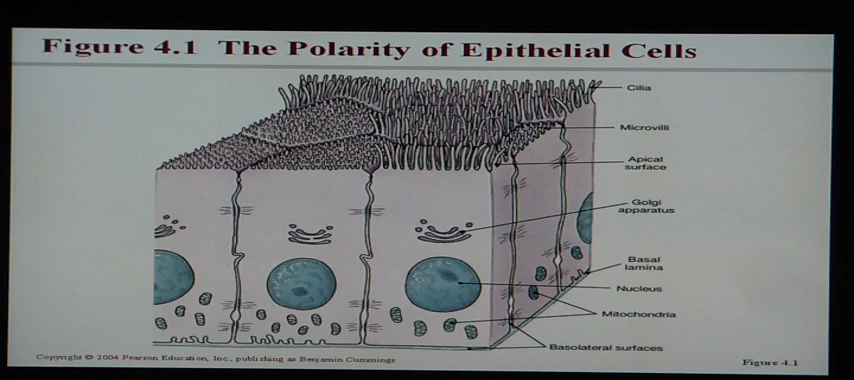 Figure 4.1 The Polarity of Epithelial Cells
Cilia
Microvilli
Apical
surface
Golgi
apparatus
Basal
lamina
Nucleus
Mitochondria
Basolateral surfaces
Copyright © 2004 Pearson Education, Inc., publishing as Benjamin Cummings
Figure 4.1